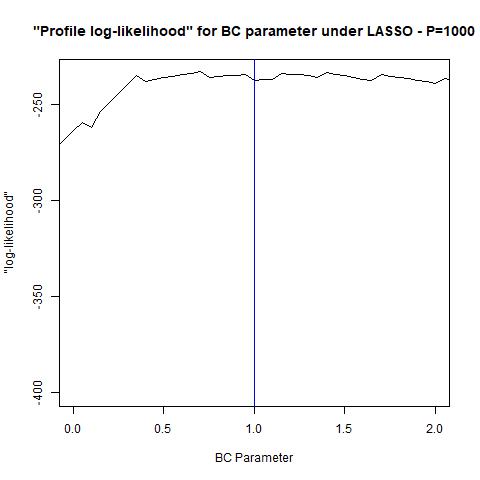 "Profile log-likelihood" for BC parameter under LASSO - P=1000
"log-likelihood"
-250
-300
-350
-400
0.0 0.5 1.0 1.5 2.0
BC Parameter